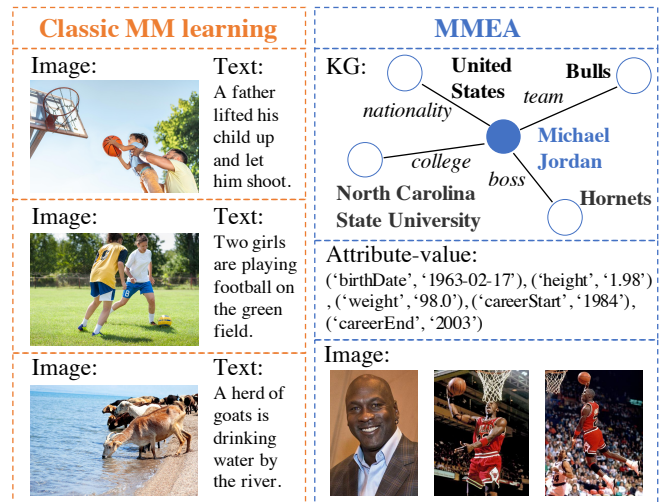 Classic MM learning
Image:
Text:
A father
lifted his
child up
and let
him shoot.
Image:
Text:
Two girls
are playing
football on
the green
field.
Image:
Text:
A herd of
goats is
drinking
water by
the river.
MMEA
KG:
United
States
Bulls
nationality
team
Michael
Jordan
college
boss
North Carolina
State University
Hornets
Attribute-value:
(‘birthDate’, ‘1963-02-17’), (‘height’, ‘1.98’)
, (‘weight’, ‘98.0’), (‘careerStart’, ‘1984’),
(‘careerEnd’, ‘2003’)
Image: